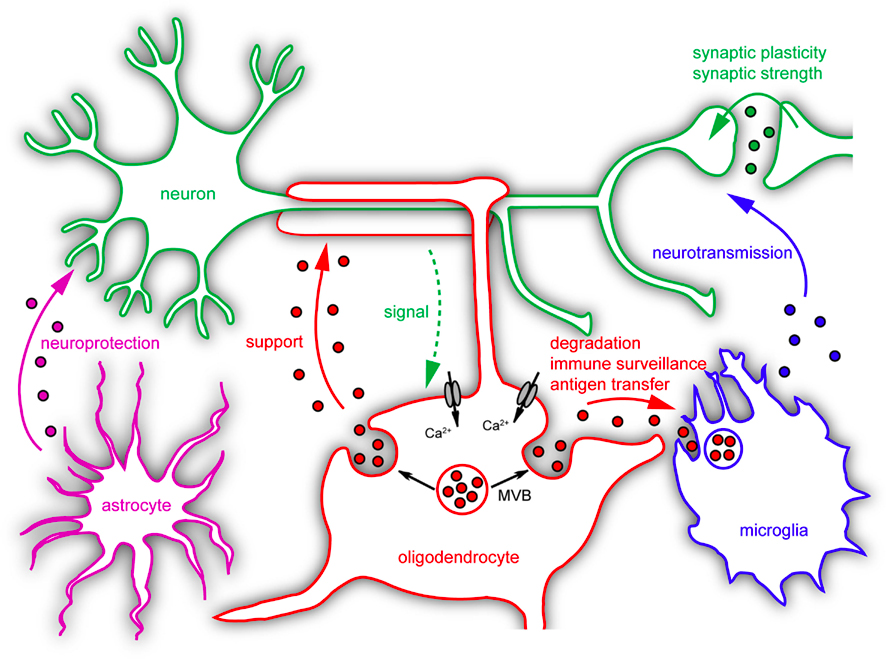 synaptic plasticity
synaptic strength
neuron
neurotransmission
signal
support
neuroprotection
degradation
immune surveillance
antigen transfer
Ca²⁺
Ca²⁺
MVB
astrocyte
microglia
oligodendrocyte